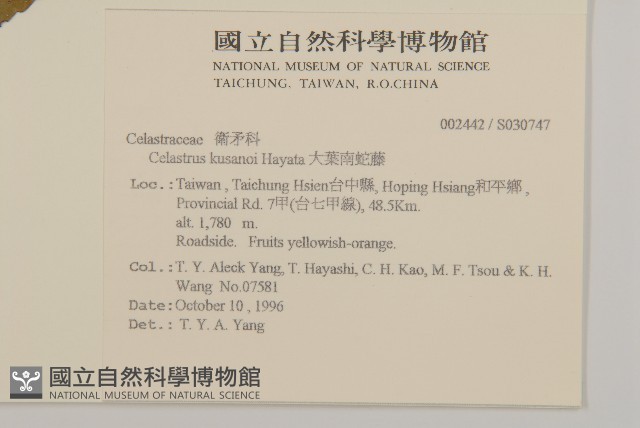 國立自然科學博物館
NATIONAL MUSEUM OF NATURAL SCIENCE
TAICHUNG, TAIWAN, R.O.CHINA
002442 / S030747
Celastraceae 衛矛科
Celastrus kusanoi Hayata 大葉南蛇藤
Loc.: Taiwan , Taichung Hsien台中縣, Hoping Hsiang和平鄉 ,
Provincial Rd. 7甲(台七甲線), 48.5Km.
alt. 1,780 m.
Roadside. Fruits yellowish-orange.
Col.: T. Y. Aleck Yang, T. Hayashi, C. H. Kao, M. F. Tsou & K. H.
Wang No.07581
Date: October 10 , 1996
Det.: T. Y. A. Yang
國立自然科學博物館
NATIONAL MUSEUM OF NATURAL SCIENCE